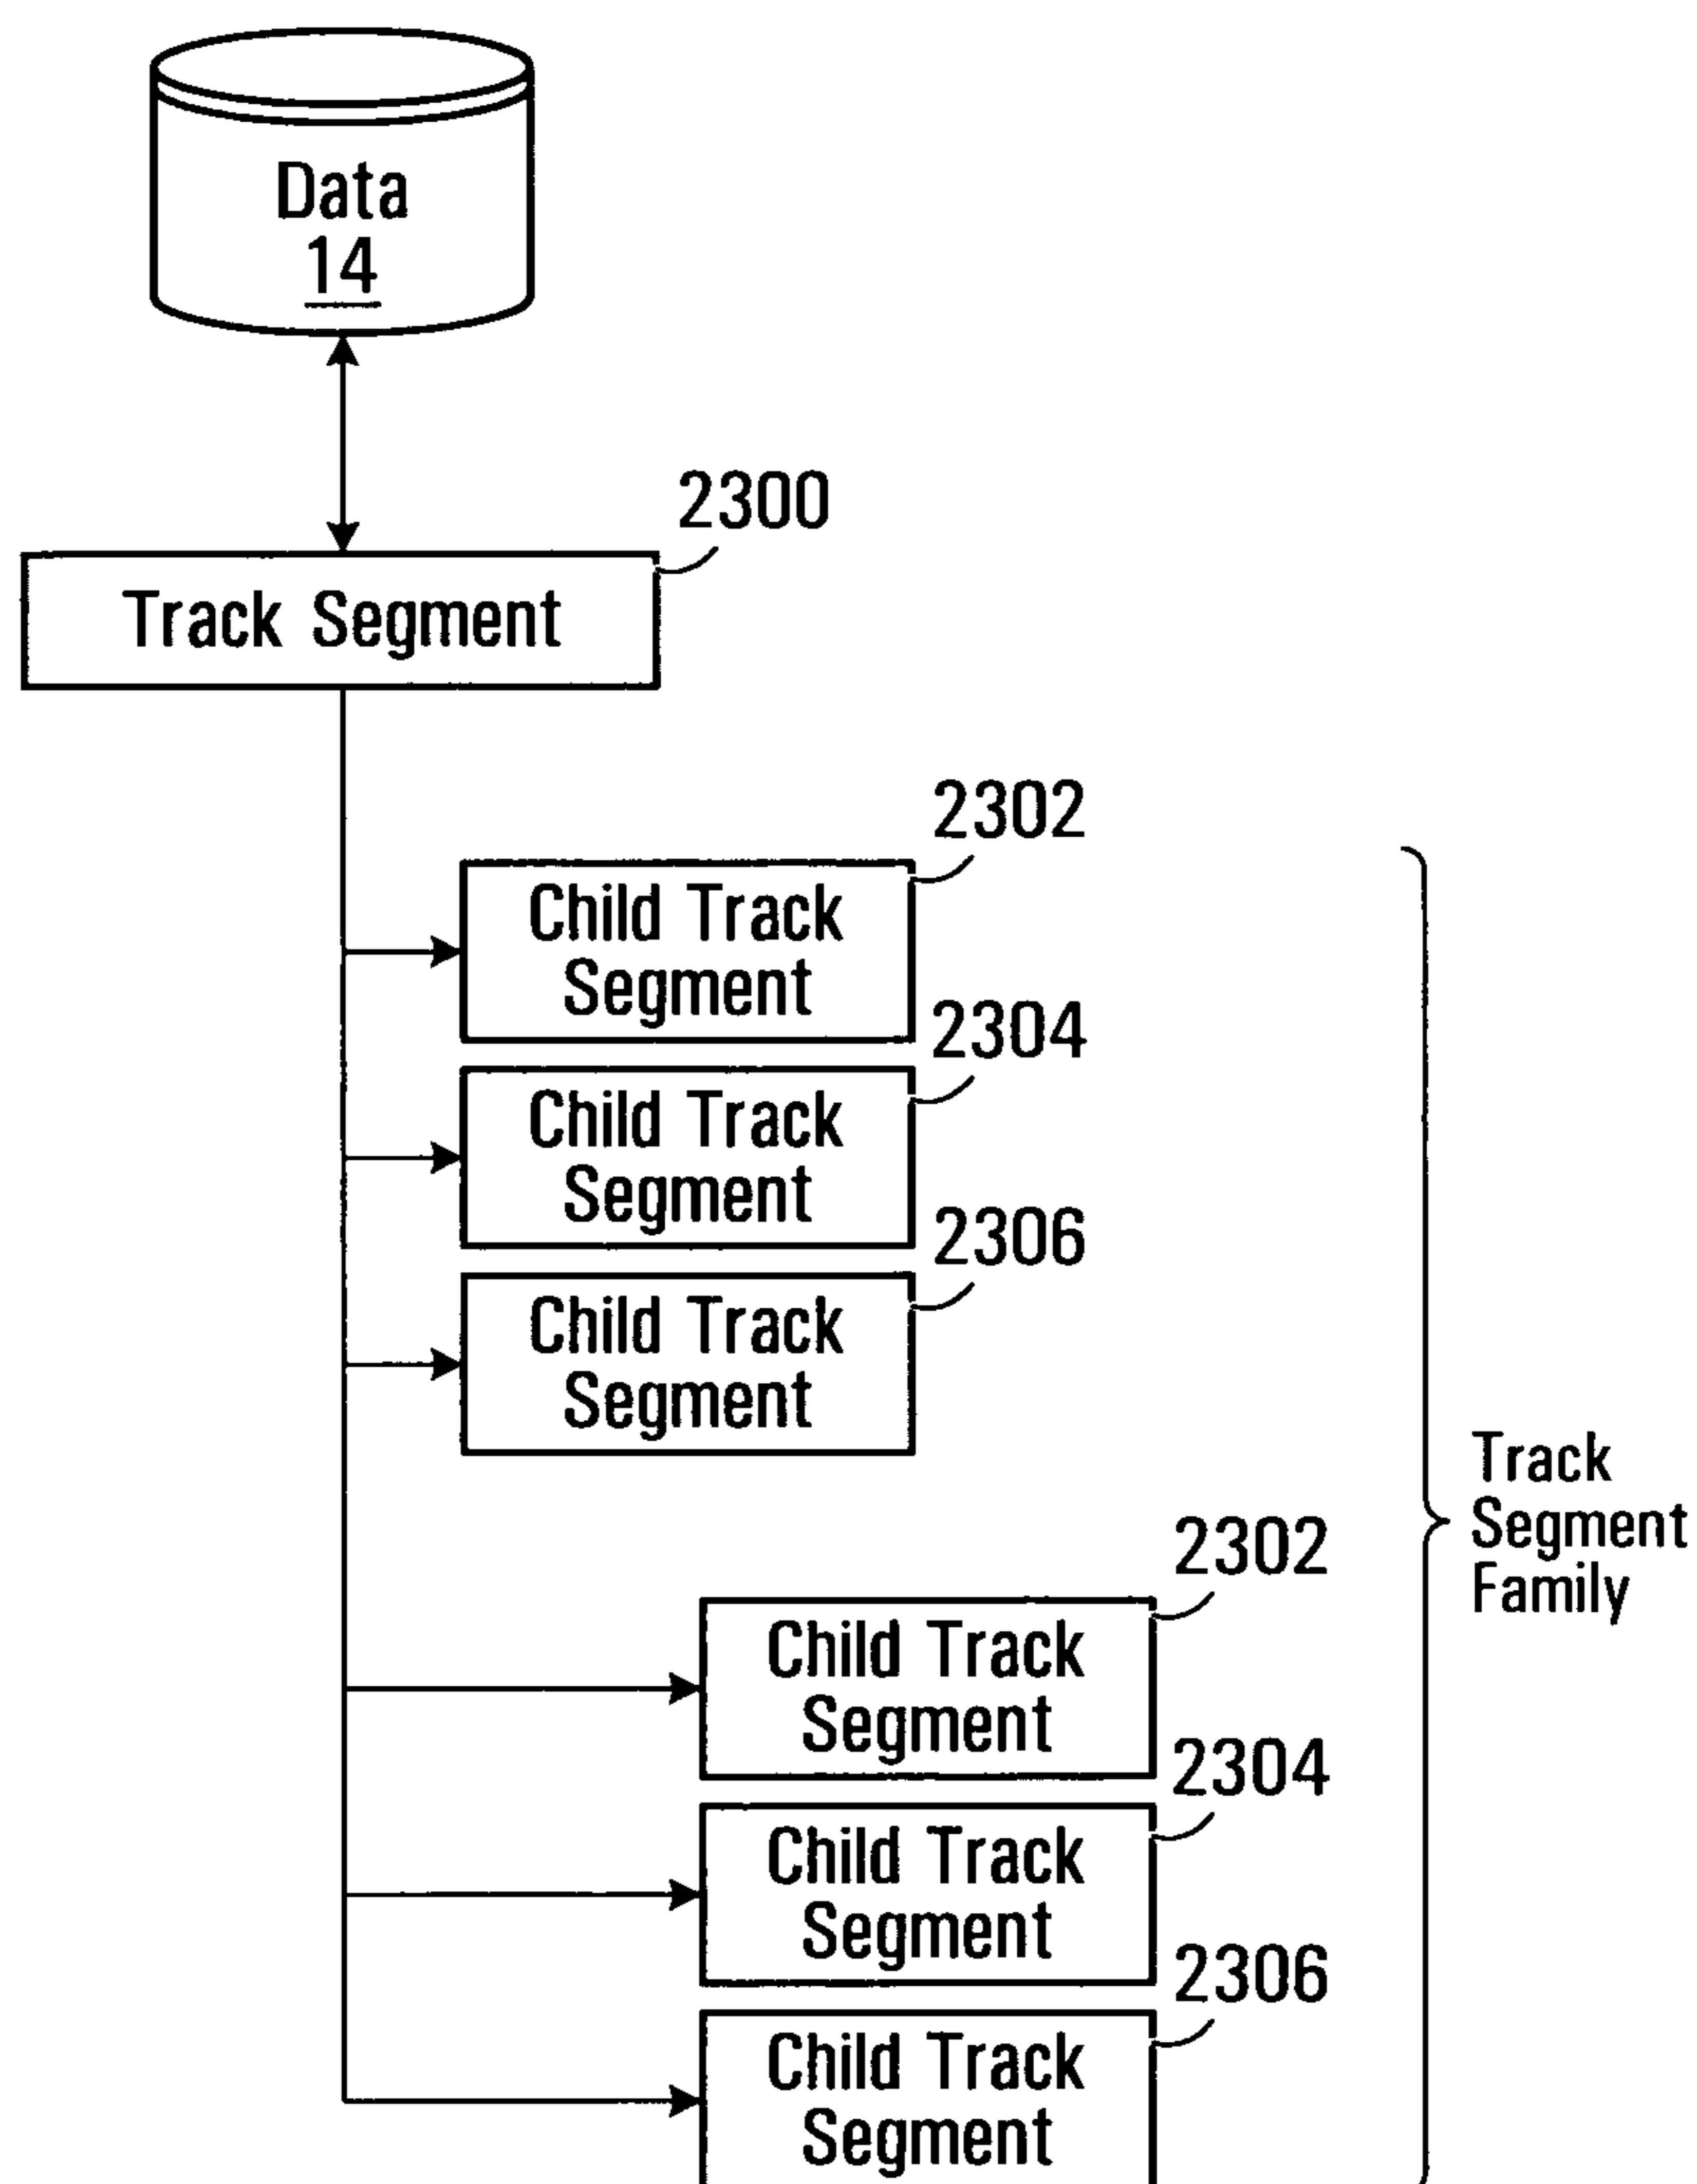 Data
14
2300
Track Segment
2302
Child Track
Segment
2304
Child Track
Segment
2306
Child Track
Segment
Track
Segment
Family
2302
Child Track
Segment
2304
Child Track
Segment
2306
Child Track
Segment